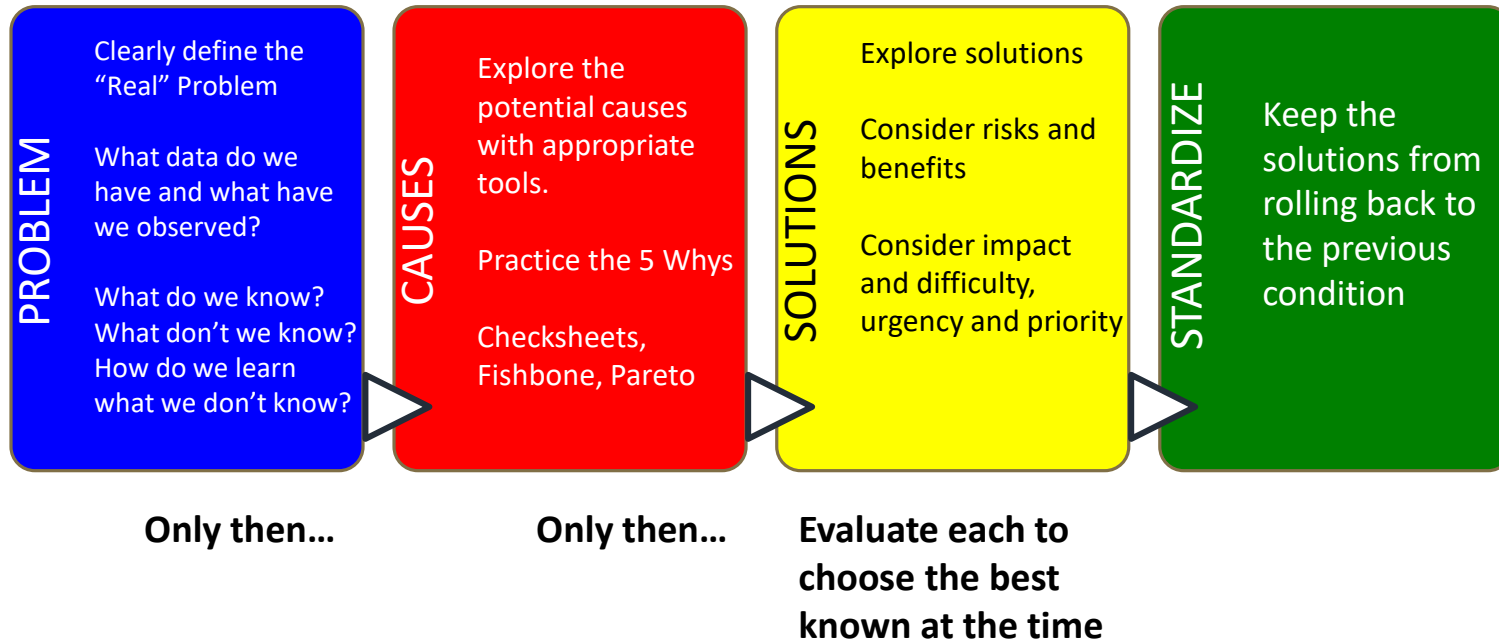 PROBLEM
Clearly define the
“Real” Problem
What data do we
have and what have
we observed?
What do we know?
What don’t we know?
How do we learn
what we don’t know?
CAUSES
Explore the
potential causes
with appropriate
tools.
Practice the 5 Whys
Checksheets,
Fishbone, Pareto
SOLUTIONS
Explore solutions
Consider risks and
benefits
Consider impact
and difficulty,
urgency and priority
STANDARDIZE
Keep the
solutions from
rolling back to
the previous
condition
Only then…
Only then…
Evaluate each to
choose the best
known at the time